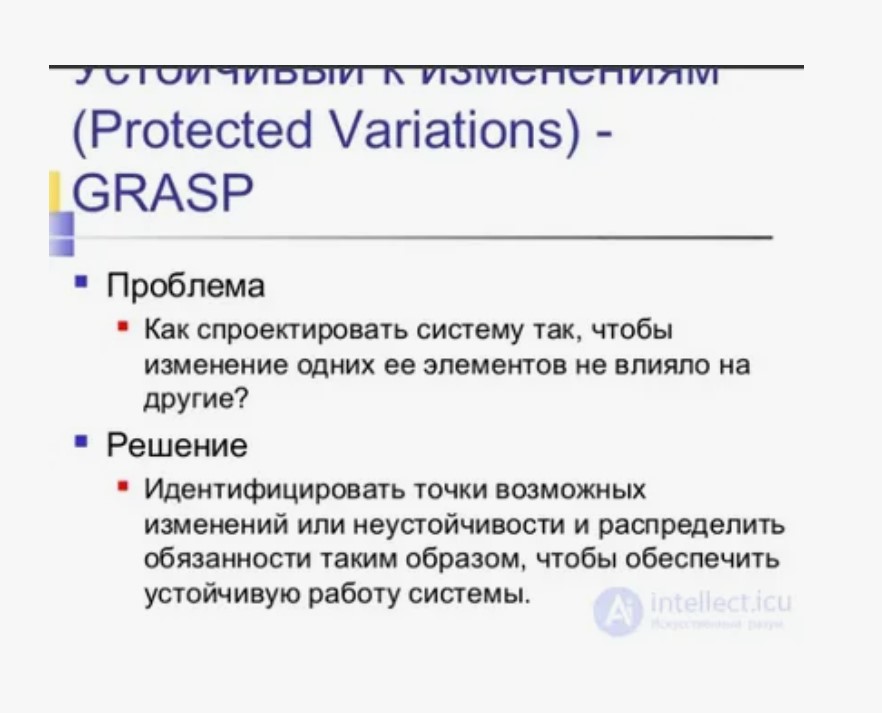 Устойчивый к изменениям
(Protected Variations) -
GRASP
Проблема
Как спроектировать систему так, чтобы
изменение одних ее элементов не влияло на
другие?
Решение
Идентифицировать точки возможных
изменений или неустойчивости и распределить
обязанности таким образом, чтобы обеспечить
устойчивую работу системы.
Ai intellect.icu
Искусственный разум